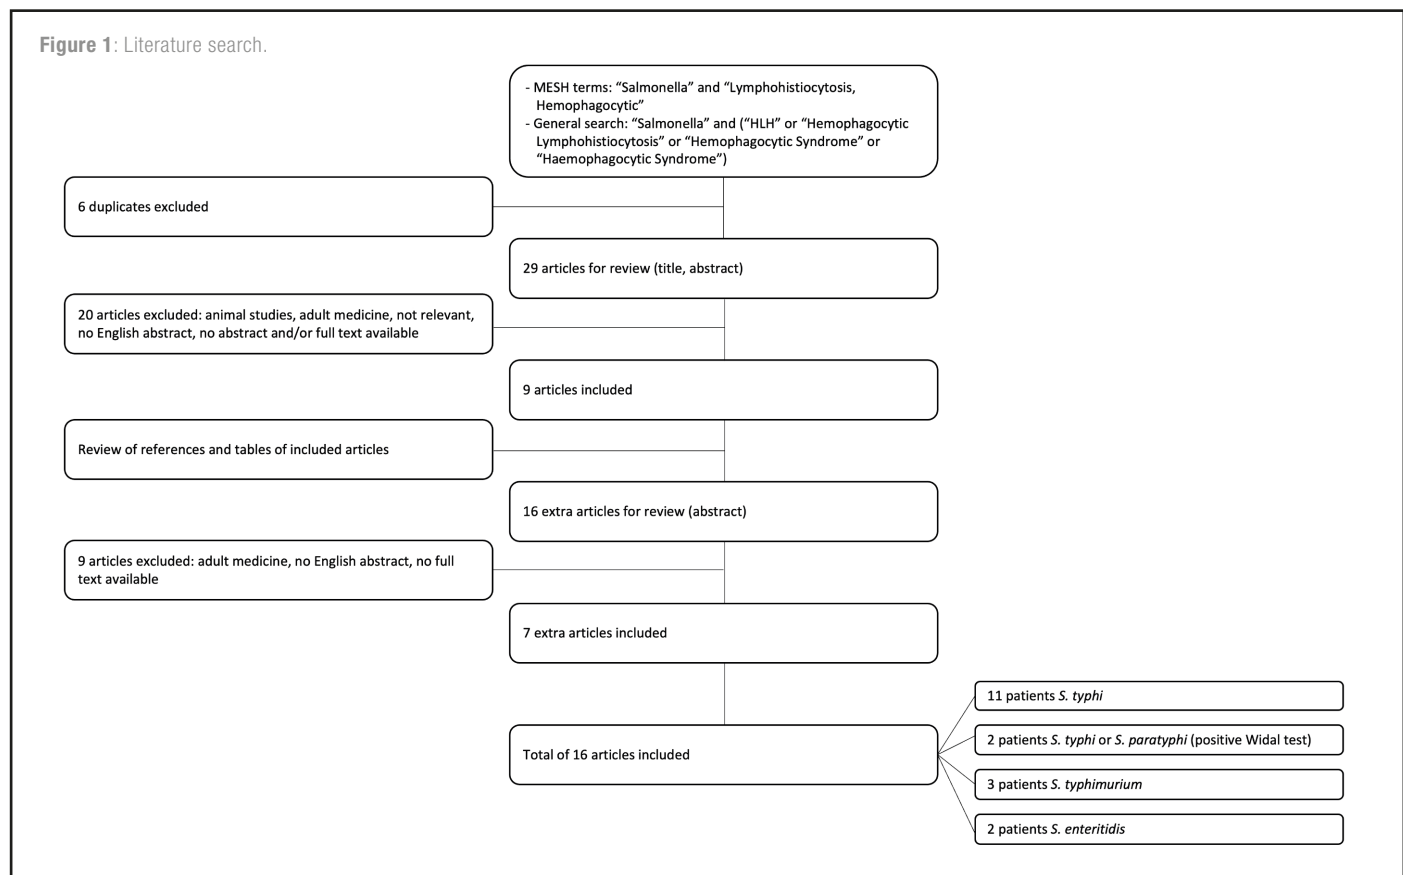 Figure 1: Literature search.
- MESH terms: “Salmonella” and “Lymphohistiocytosis,
Hemophagocytic”
- General search: “Salmonella” and (“HLH” or “Hemophagocytic
Lymphohistiocytosis” or “Hemophagocytic Syndrome” or
“Haemophagocytic Syndrome”)
6 duplicates excluded
29 articles for review (title, abstract)
20 articles excluded: animal studies, adult medicine, not relevant,
no English abstract, no abstract and/or full text available
9 articles included
Review of references and tables of included articles
16 extra articles for review (abstract)
9 articles excluded: adult medicine, no English abstract, no full
text available
7 extra articles included
Total of 16 articles included
11 patients S. typhi
2 patients S. typhi or S. paratyphi (positive Widal test)
3 patients S. typhimurium
2 patients S. enteritidis